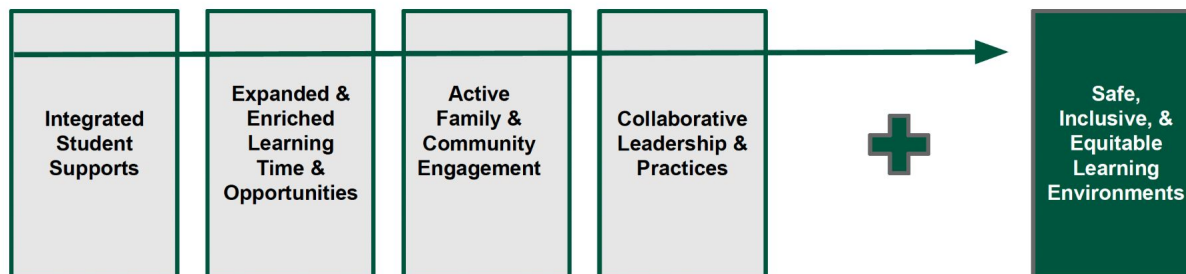 Integrated
Student
Supports
Expanded &
Enriched
Learning
Time &
Opportunities
Active
Family &
Community
Engagement
Collaborative
Leadership &
Practices
Safe,
Inclusive, &
Equitable
Learning
Environments